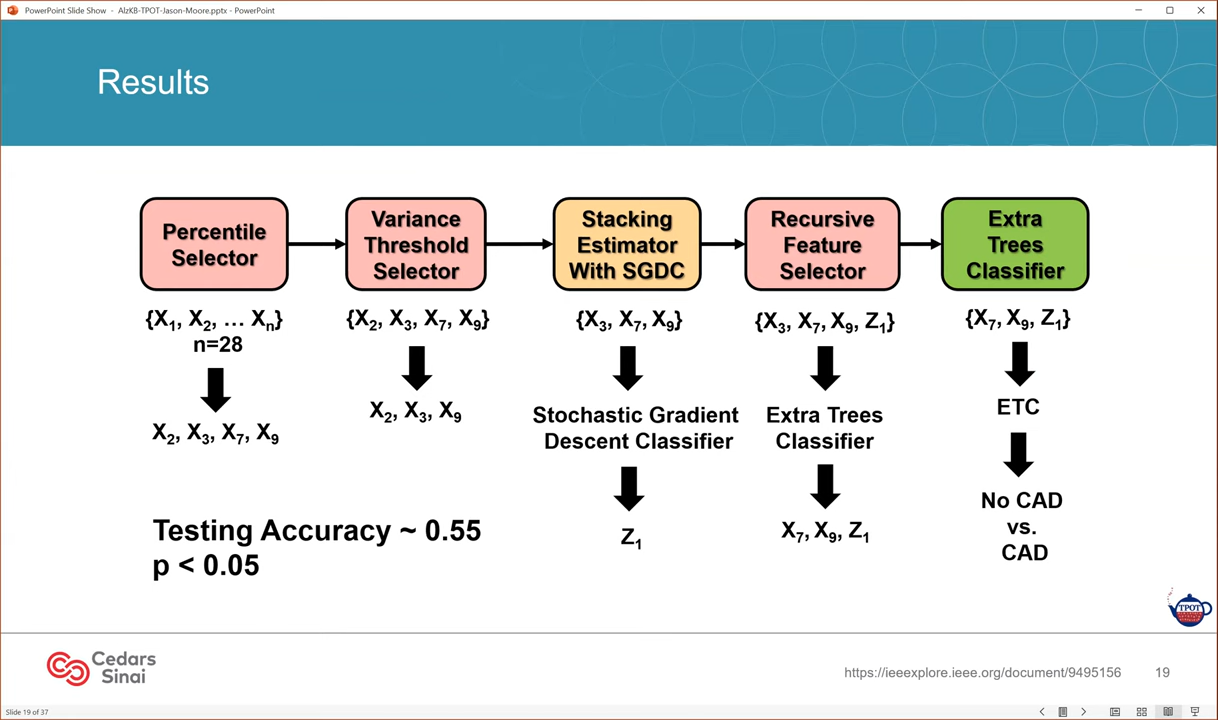 PowerPoint Slide Show - AlzKB-TPOT-Jason-Moore.pptx - PowerPoint
Results
Percentile
Selector
Variance
Threshold
Selector
Stacking
Estimator
With SGDC
Recursive
Feature
Selector
Extra
Trees
Classifier
{X₁, X₂, … Xₙ}
n=28
X₂, X₃, X₇, X₉
{X₂, X₃, X₇, X₉}
X₂, X₃, X₉
{X₃, X₇, X₉}
Stochastic Gradient
Descent Classifier
Z₁
{X₃, X₇, X₉, Z₁}
Extra Trees
Classifier
X₇, X₉, Z₁
{X₇, X₉, Z₁}
ETC
No CAD
vs.
CAD
Testing Accuracy ~ 0.55
p < 0.05
TPOT
Cedars
Sinai
https://ieeexplore.ieee.org/document/9495156
19
Slide 19 of 37